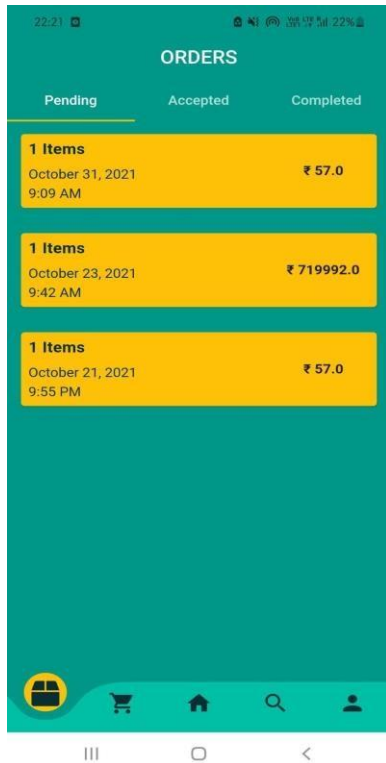 22:21
22%
ORDERS
Pending Accepted Completed
1 Items
October 31, 2021
₹ 57.0
9:09 AM
1 Items
October 23, 2021
₹ 719992.0
9:42 AM
1 Items
October 21, 2021
₹ 57.0
9:55 PM